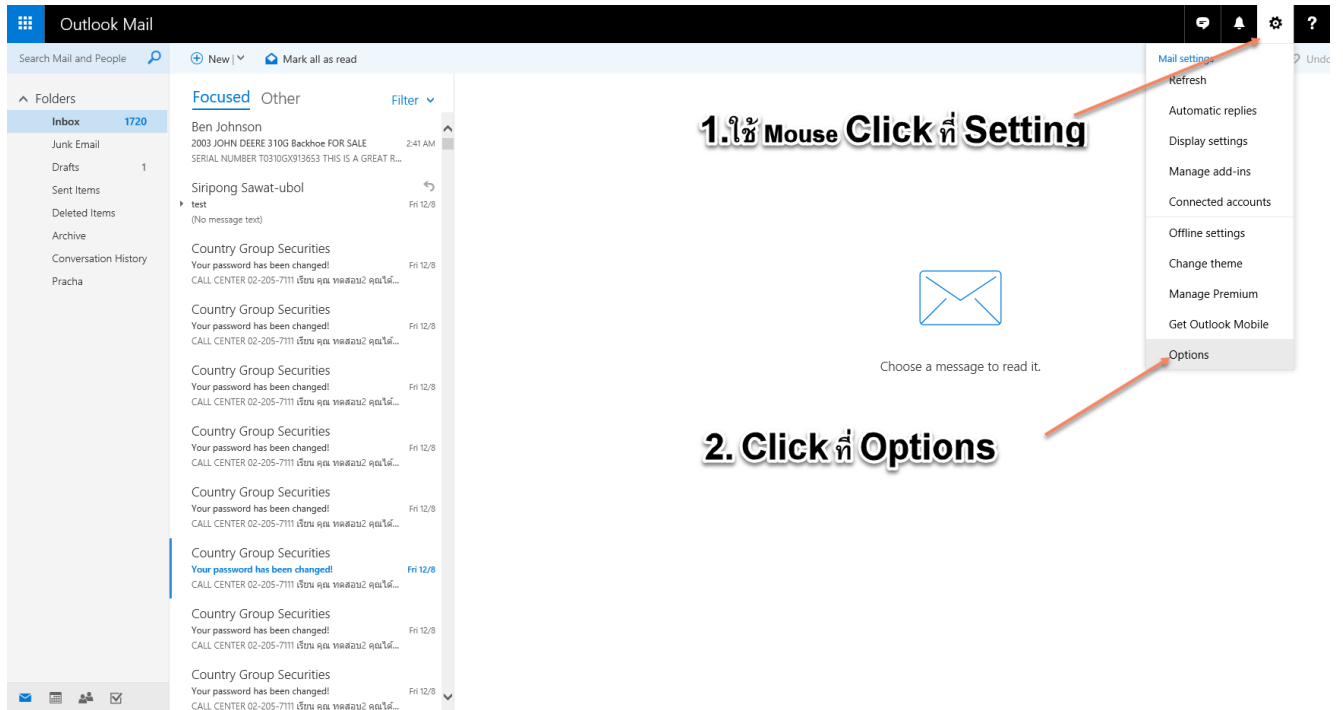 Outlook Mail
?
Search Mail and People
New
Mark all as read
Undo
Folders
Inbox 1720
Junk Email
Drafts 1
Sent Items
Deleted Items
Archive
Conversation History
Pracha
Focused Other Filter
Ben Johnson
2003 JOHN DEERE 310G Backhoe FOR SALE 2:41 AM
SERIAL NUMBER T0310GX913653 THIS IS A GREAT R...
Siripong Sawat-ubol
test Fri 12/8
(No message text)
Country Group Securities
Your password has been changed! Fri 12/8
CALL CENTER 02-205-7111 เรียน คุณ ทดสอบ2 คุณได้...
Country Group Securities
Your password has been changed! Fri 12/8
CALL CENTER 02-205-7111 เรียน คุณ ทดสอบ2 คุณได้...
Country Group Securities
Your password has been changed! Fri 12/8
CALL CENTER 02-205-7111 เรียน คุณ ทดสอบ2 คุณได้...
Country Group Securities
Your password has been changed! Fri 12/8
CALL CENTER 02-205-7111 เรียน คุณ ทดสอบ2 คุณได้...
Country Group Securities
Your password has been changed! Fri 12/8
CALL CENTER 02-205-7111 เรียน คุณ ทดสอบ2 คุณได้...
Country Group Securities
Your password has been changed! Fri 12/8
CALL CENTER 02-205-7111 เรียน คุณ ทดสอบ2 คุณได้...
Country Group Securities
Your password has been changed! Fri 12/8
CALL CENTER 02-205-7111 เรียน คุณ ทดสอบ2 คุณได้...
Country Group Securities
Your password has been changed! Fri 12/8
CALL CENTER 02-205-7111 เรียน คุณ ทดสอบ2 คุณได้...
1.ใช้ Mouse Click ที่ Setting
Choose a message to read it.
2. Click ที่ Options
Mail settings
Refresh
Automatic replies
Display settings
Manage add-ins
Connected accounts
Offline settings
Change theme
Manage Premium
Get Outlook Mobile
Options